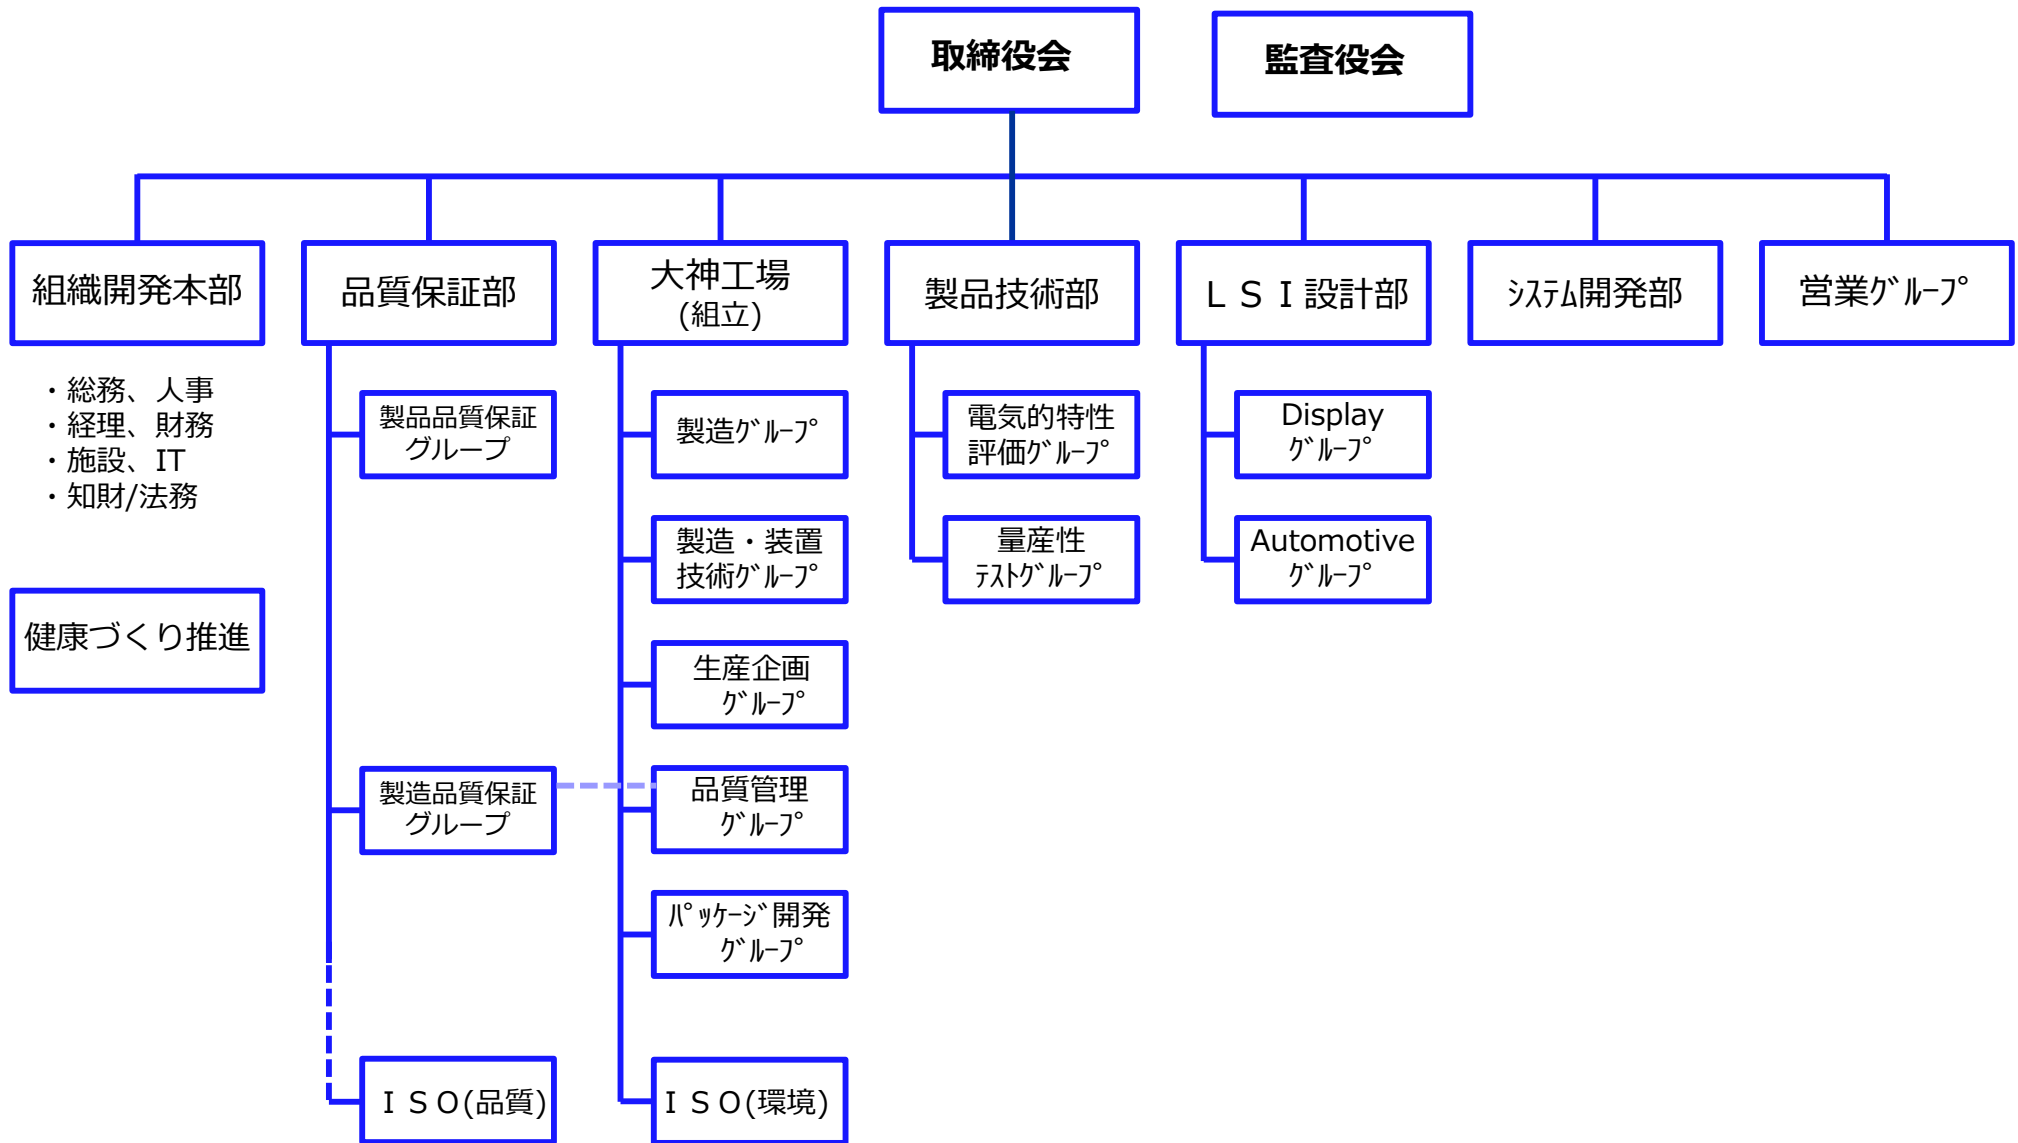 取締役会
監査役会
組織開発本部
品質保証部
大神工場
(組立)
製品技術部
ＬＳＩ設計部
ｼｽﾃﾑ開発部
営業ｸﾞﾙｰﾌﾟ
・総務、人事
・経理、財務
・施設、IT
・知財/法務
健康づくり推進
製品品質保証
グループ
製造品質保証
グループ
ＩＳＯ(品質)
製造ｸﾞﾙｰﾌﾟ
製造・装置
技術ｸﾞﾙｰﾌﾟ
生産企画
ｸﾞﾙｰﾌﾟ
品質管理
ｸﾞﾙｰﾌﾟ
ﾊﾟｯｹｰｼﾞ開発
ｸﾞﾙｰﾌﾟ
ＩＳＯ(環境)
電気的特性
評価ｸﾞﾙｰﾌﾟ
量産性
ﾃｽﾄｸﾞﾙｰﾌﾟ
Display
ｸﾞﾙｰﾌﾟ
Automotive
ｸﾞﾙｰﾌﾟ